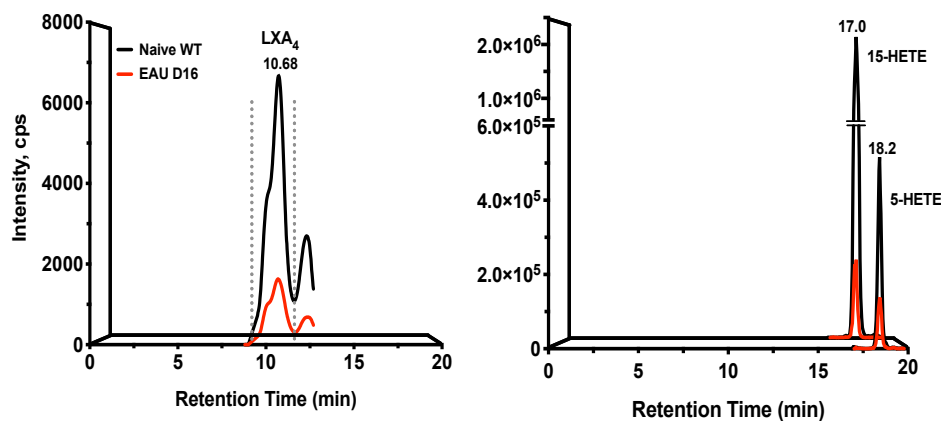 8000
6000
4000
2000
0
Intensity, cps
Naive WT
EAU D16
LXA₄
10.68
0 5 10 15 20
Retention Time (min)
2.0×10⁶
1.0×10⁶
6.0×10⁵
4.0×10⁵
2.0×10⁵
0
17.0
15-HETE
18.2
5-HETE
0 5 10 15 20
Retention Time (min)